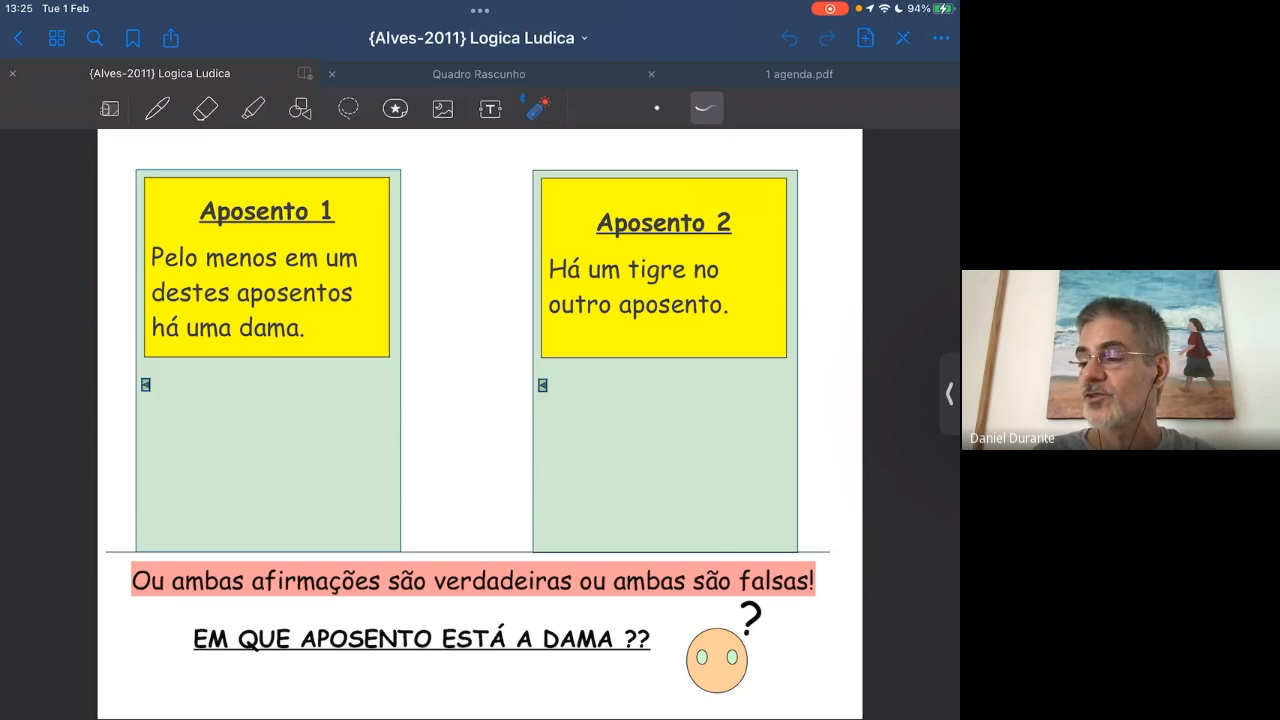 13:25 Tue 1 Feb
94%
{Alves-2011} Logica Ludica
{Alves-2011} Logica Ludica
Quadro Rascunho
1 agenda.pdf
T
Aposento 1
Pelo menos em um
destes aposentos
há uma dama.
Aposento 2
Há um tigre no
outro aposento.
Ou ambas afirmações são verdadeiras ou ambas são falsas!
EM QUE APOSENTO ESTÁ A DAMA ??
?
Daniel Durante